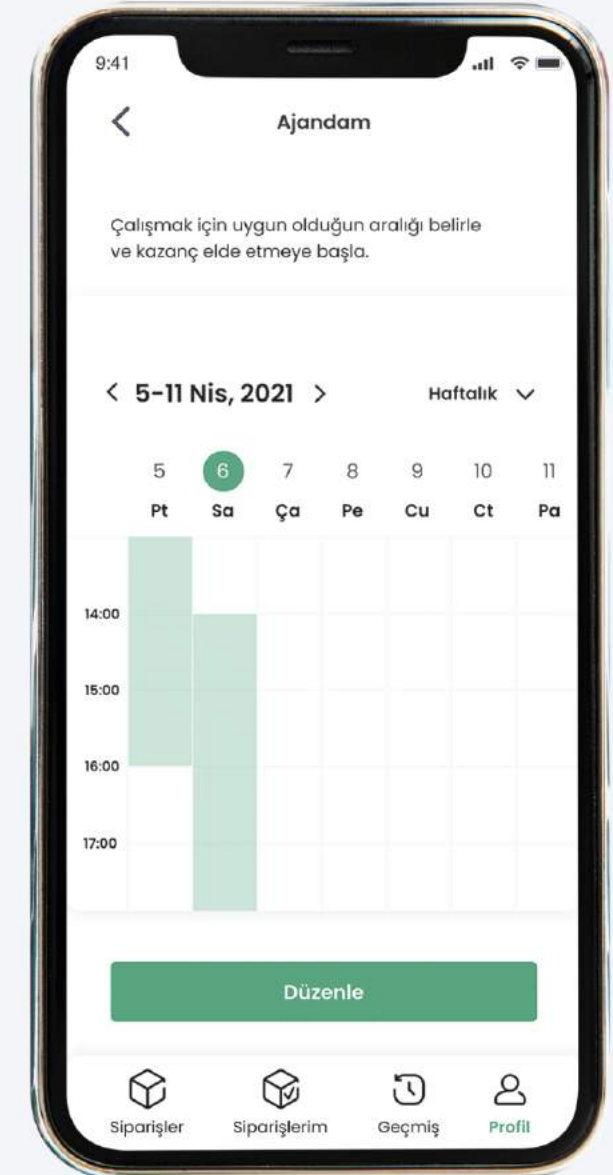 9:41
Ajandam
Çalışmak için uygun olduğun aralığı belirle
ve kazanç elde etmeye başla.
5-11 Nis, 2021
Haftalık
5 6 7 8 9 10 11
Pt Sa Ça Pe Cu Ct Pa
14:00
15:00
16:00
17:00
Düzenle
Siparişler Siparişlerim Geçmiş Profil